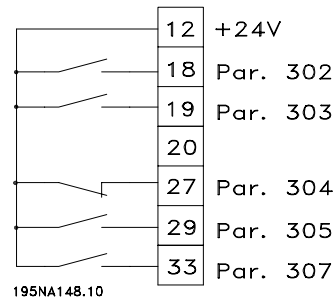 12 +24V
18 Par. 302
19 Par. 303
20
27 Par. 304
29 Par. 305
33 Par. 307
195NA148.10